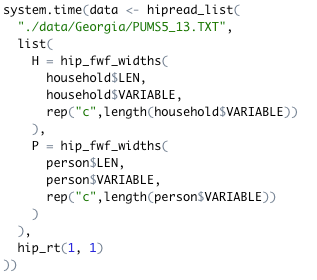 system.time(data <- hipread_list(
  "./data/Georgia/PUMS5_13.TXT",
  list(
    H = hip_fwf_widths(
      household$LEN,
      household$VARIABLE,
      rep("c",length(household$VARIABLE))
    ),
    P = hip_fwf_widths(
      person$LEN,
      person$VARIABLE,
      rep("c",length(person$VARIABLE))
    )
  ),
  hip_rt(1, 1)
))